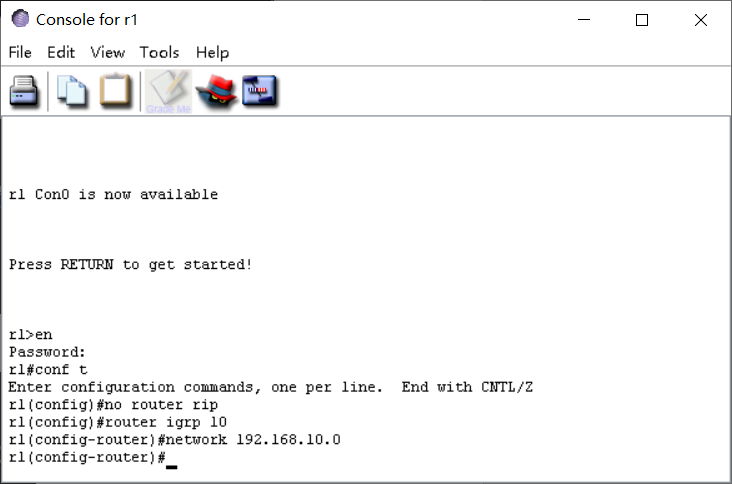 Console for r1
File Edit View Tools Help
Grade Me
r1 Con0 is now available
Press RETURN to get started!
r1>en
Password:
r1#conf t
Enter configuration commands, one per line.  End with CNTL/Z
r1(config)#no router rip
r1(config)#router igrp 10
r1(config-router)#network 192.168.10.0
r1(config-router)#